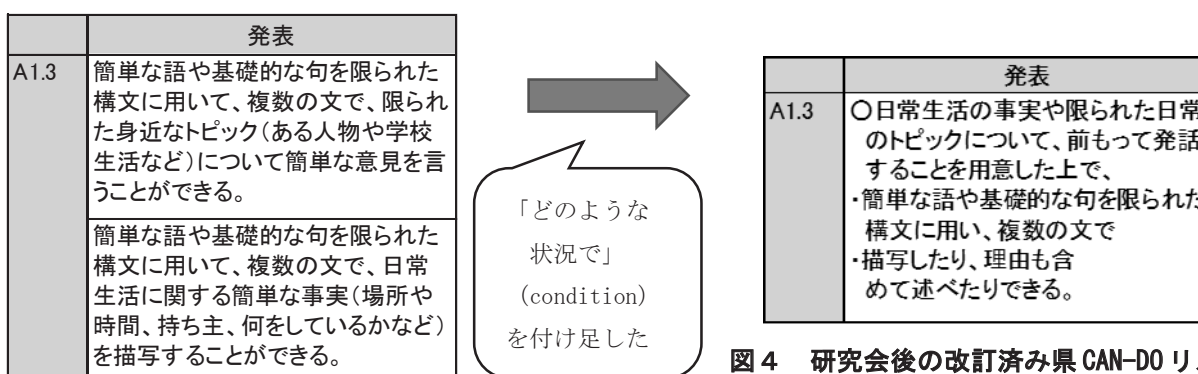 発表
A1.3
簡単な語や基礎的な句を限られた
構文に用いて、複数の文で、限られ
た身近なトピック(ある人物や学校
生活など)について簡単な意見を言
うことができる。
簡単な語や基礎的な句を限られた
構文に用いて、複数の文で、日常
生活に関する簡単な事実(場所や
時間、持ち主、何をしているかなど)
を描写することができる。
「どのような
状況で」
(condition)
を付け足した
発表
A1.3
○日常生活の事実や限られた日常
のトピックについて、前もって発話
することを用意した上で、
・簡単な語や基礎的な句を限られた
構文に用い、複数の文で
・描写したり、理由も含
めて述べたりできる。
図4 研究会後の改訂済み県 CAN-DO リ